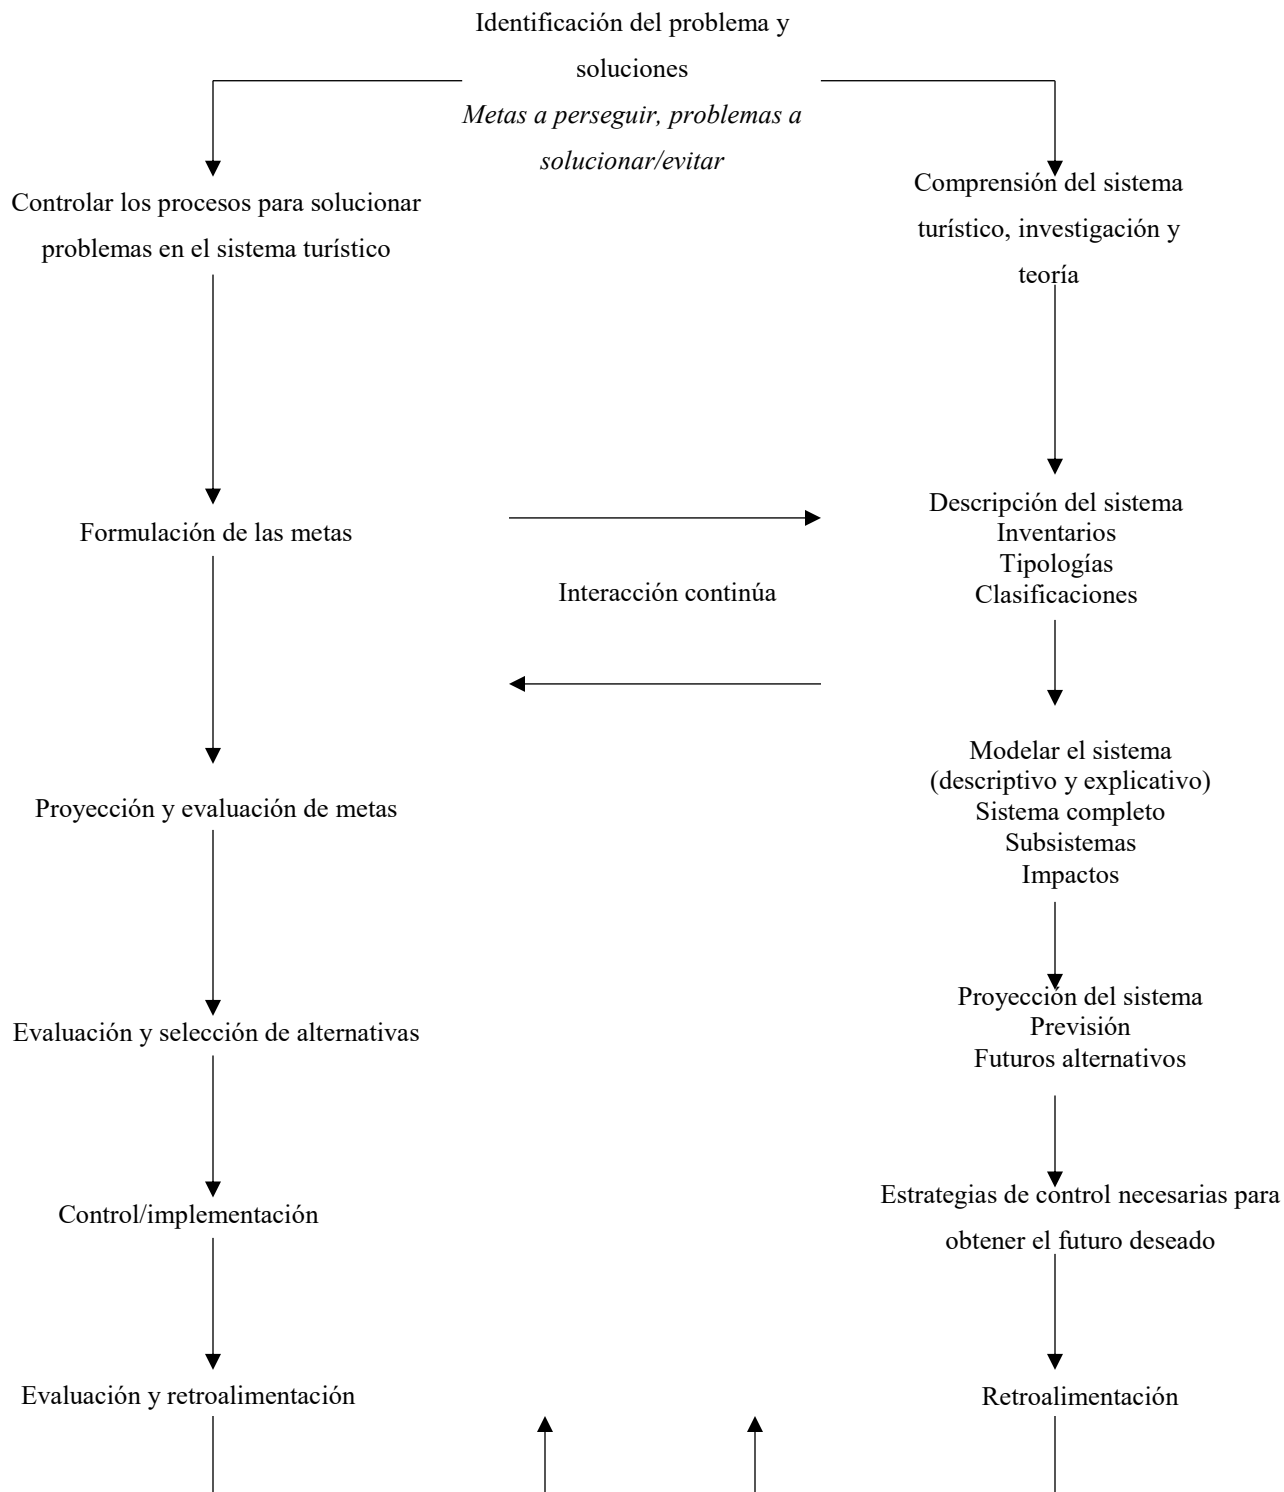 Identificación del problema y
soluciones
Metas a perseguir, problemas a
solucionar/evitar
Controlar los procesos para solucionar
problemas en el sistema turístico
Comprensión del sistema
turístico, investigación y
teoría
Formulación de las metas
Interacción continúa
Descripción del sistema
Inventarios
Tipologías
Clasificaciones
Modelar el sistema
(descriptivo y explicativo)
Sistema completo
Subsistemas
Impactos
Proyección y evaluación de metas
Proyección del sistema
Previsión
Futuros alternativos
Evaluación y selección de alternativas
Estrategias de control necesarias para
obtener el futuro deseado
Control/implementación
Evaluación y retroalimentación
Retroalimentación